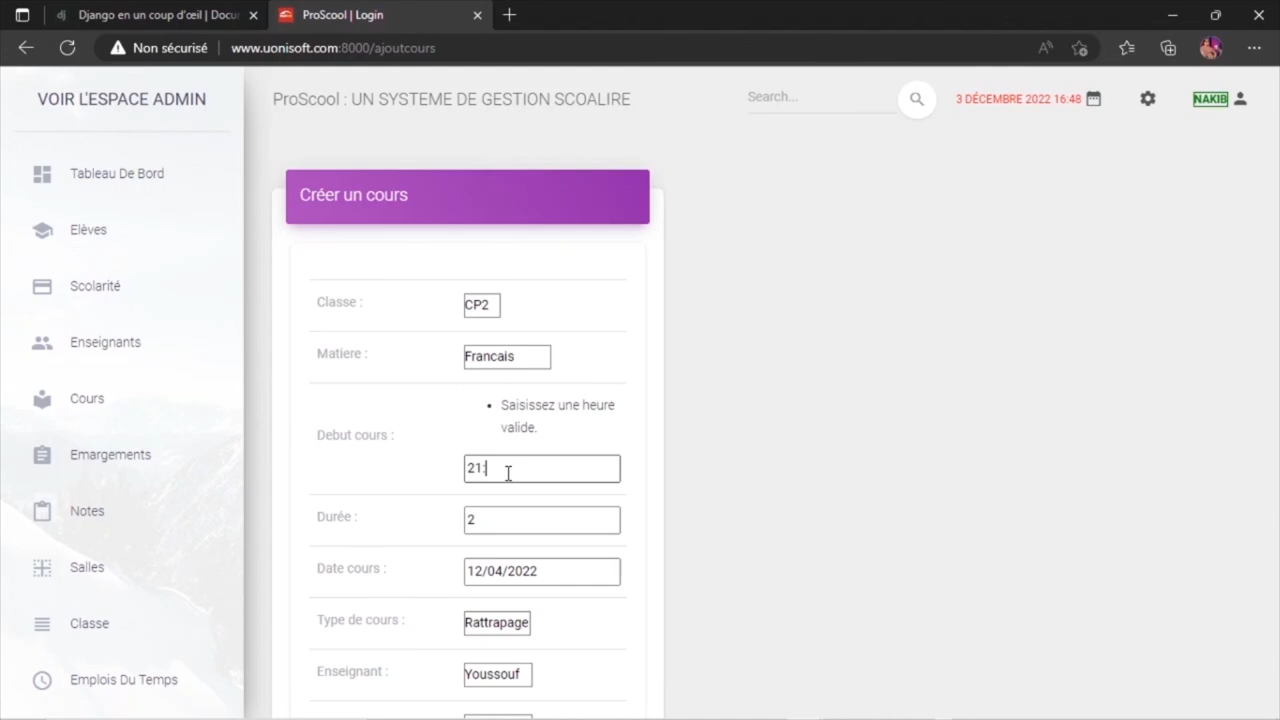 dj Django en un coup d'œil | Docu
ProScool | Login
Non sécurisé
www.uonisoft.com:8000/ajoutcours
VOIR L'ESPACE ADMIN
ProScool : UN SYSTEME DE GESTION SCOALIRE
Search...
3 DÉCEMBRE 2022 16:48
NAKIB
Tableau De Bord
Elèves
Scolarité
Enseignants
Cours
Emargements
Notes
Salles
Classe
Emplois Du Temps
Créer un cours
Classe :
CP2
Matiere :
Francais
Saisissez une heure
valide.
Debut cours :
21:
Durée :
2
Date cours :
12/04/2022
Type de cours :
Rattrapage
Enseignant :
Youssouf